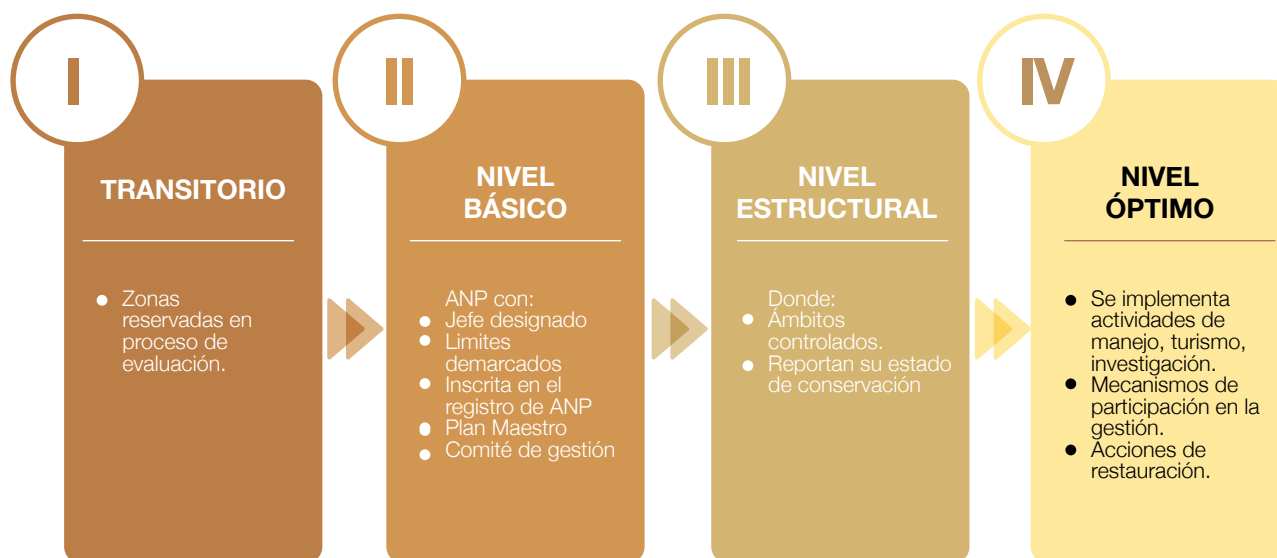 I
TRANSITORIO
● Zonas
reservadas en
proceso de
evaluación.
II
NIVEL
BÁSICO
ANP con:
● Jefe designado
● Limites
demarcados
● Inscrita en el
registro de ANP
● Plan Maestro
● Comité de gestión
III
NIVEL
ESTRUCTURAL
Donde:
● Ámbitos
controlados.
● Reportan su estado
de conservación
IV
NIVEL
ÓPTIMO
● Se implementa
actividades de
manejo, turismo,
investigación.
● Mecanismos de
participación en la
gestión.
● Acciones de
restauración.